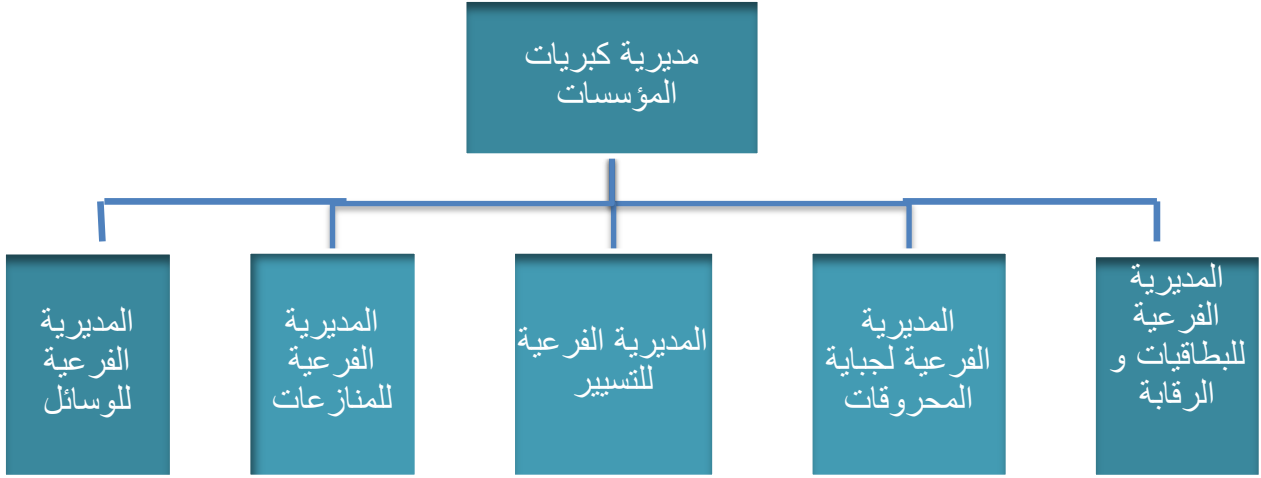 مديرية كبريات
المؤسسات
المديرية
الفرعية
للبطاقيات و
الرقابة
المديرية
الفرعية لجباية
المحروقات
المديرية الفرعية
للتسيير
المديرية
الفرعية
للمنازعات
المديرية
الفرعية
للوسائل